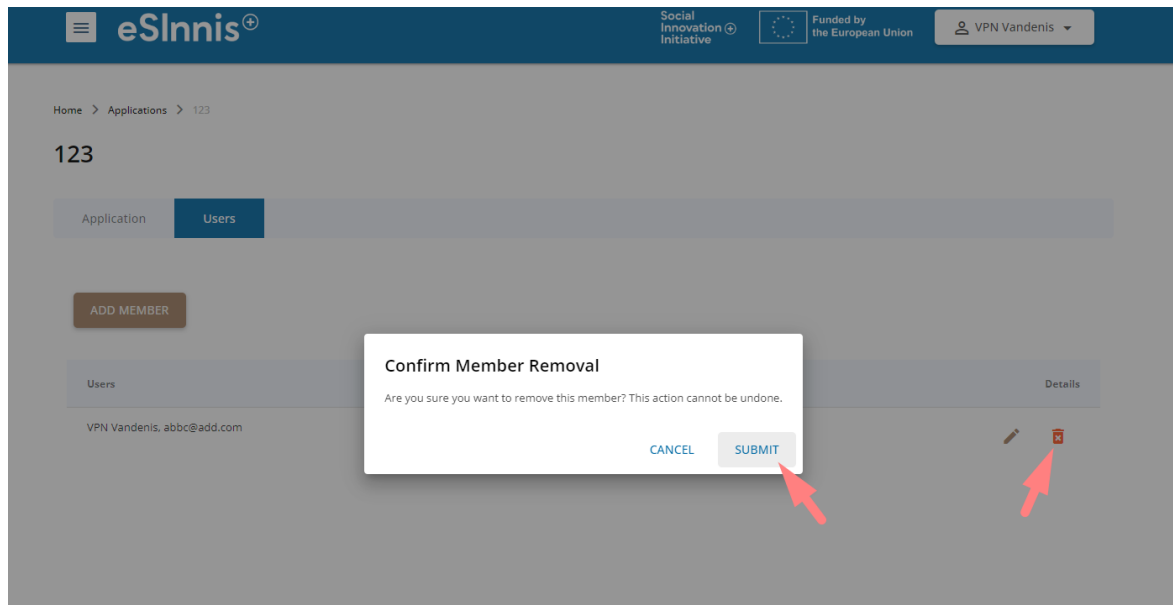 eSInnis+
Social
Innovation +
Initiative
Funded by
the European Union
VPN Vandenis
Home > Applications > 123
123
Application Users
ADD MEMBER
Confirm Member Removal
Are you sure you want to remove this member? This action cannot be undone.
CANCEL SUBMIT
Users Details
VPN Vandenis, abbc@add.com